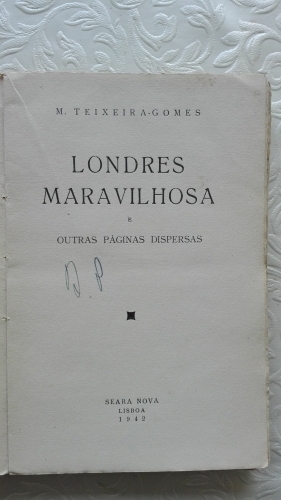 M. TEIXEIRA-GOMES
LONDRES
MARAVILHOSA
E
OUTRAS PÁGINAS DISPERSAS
D.P
SEARA NOVA
LISBOA
1942